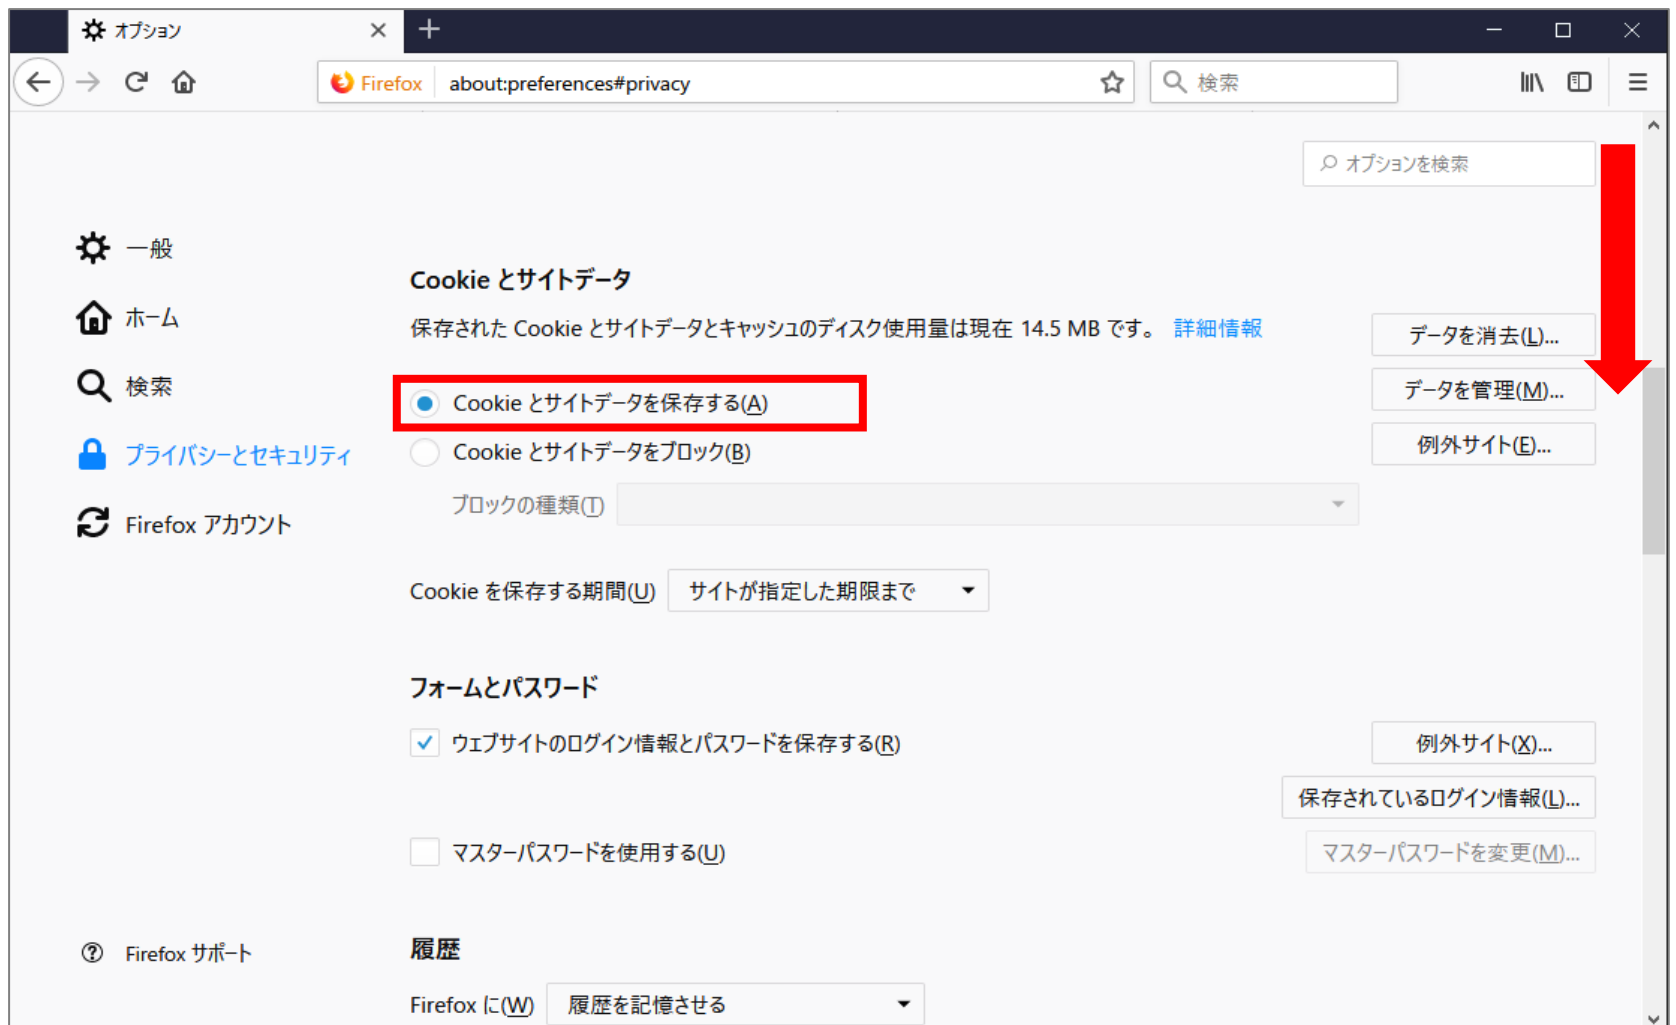 オプション
Firefox about:preferences#privacy 検索
オプションを検索
一般
ホーム
検索
プライバシーとセキュリティ
Firefox アカウント
Firefox サポート
Cookie とサイトデータ
保存された Cookie とサイトデータとキャッシュのディスク使用量は現在 14.5 MB です。 詳細情報
データを消去(L)...
Cookie とサイトデータを保存する(A)
データを管理(M)...
Cookie とサイトデータをブロック(B)
例外サイト(E)...
ブロックの種類(T)
Cookie を保存する期間(U) サイトが指定した期限まで
フォームとパスワード
ウェブサイトのログイン情報とパスワードを保存する(R)
例外サイト(X)...
保存されているログイン情報(L)...
マスターパスワードを使用する(U)
マスターパスワードを変更(M)...
履歴
Firefox に(W) 履歴を記憶させる